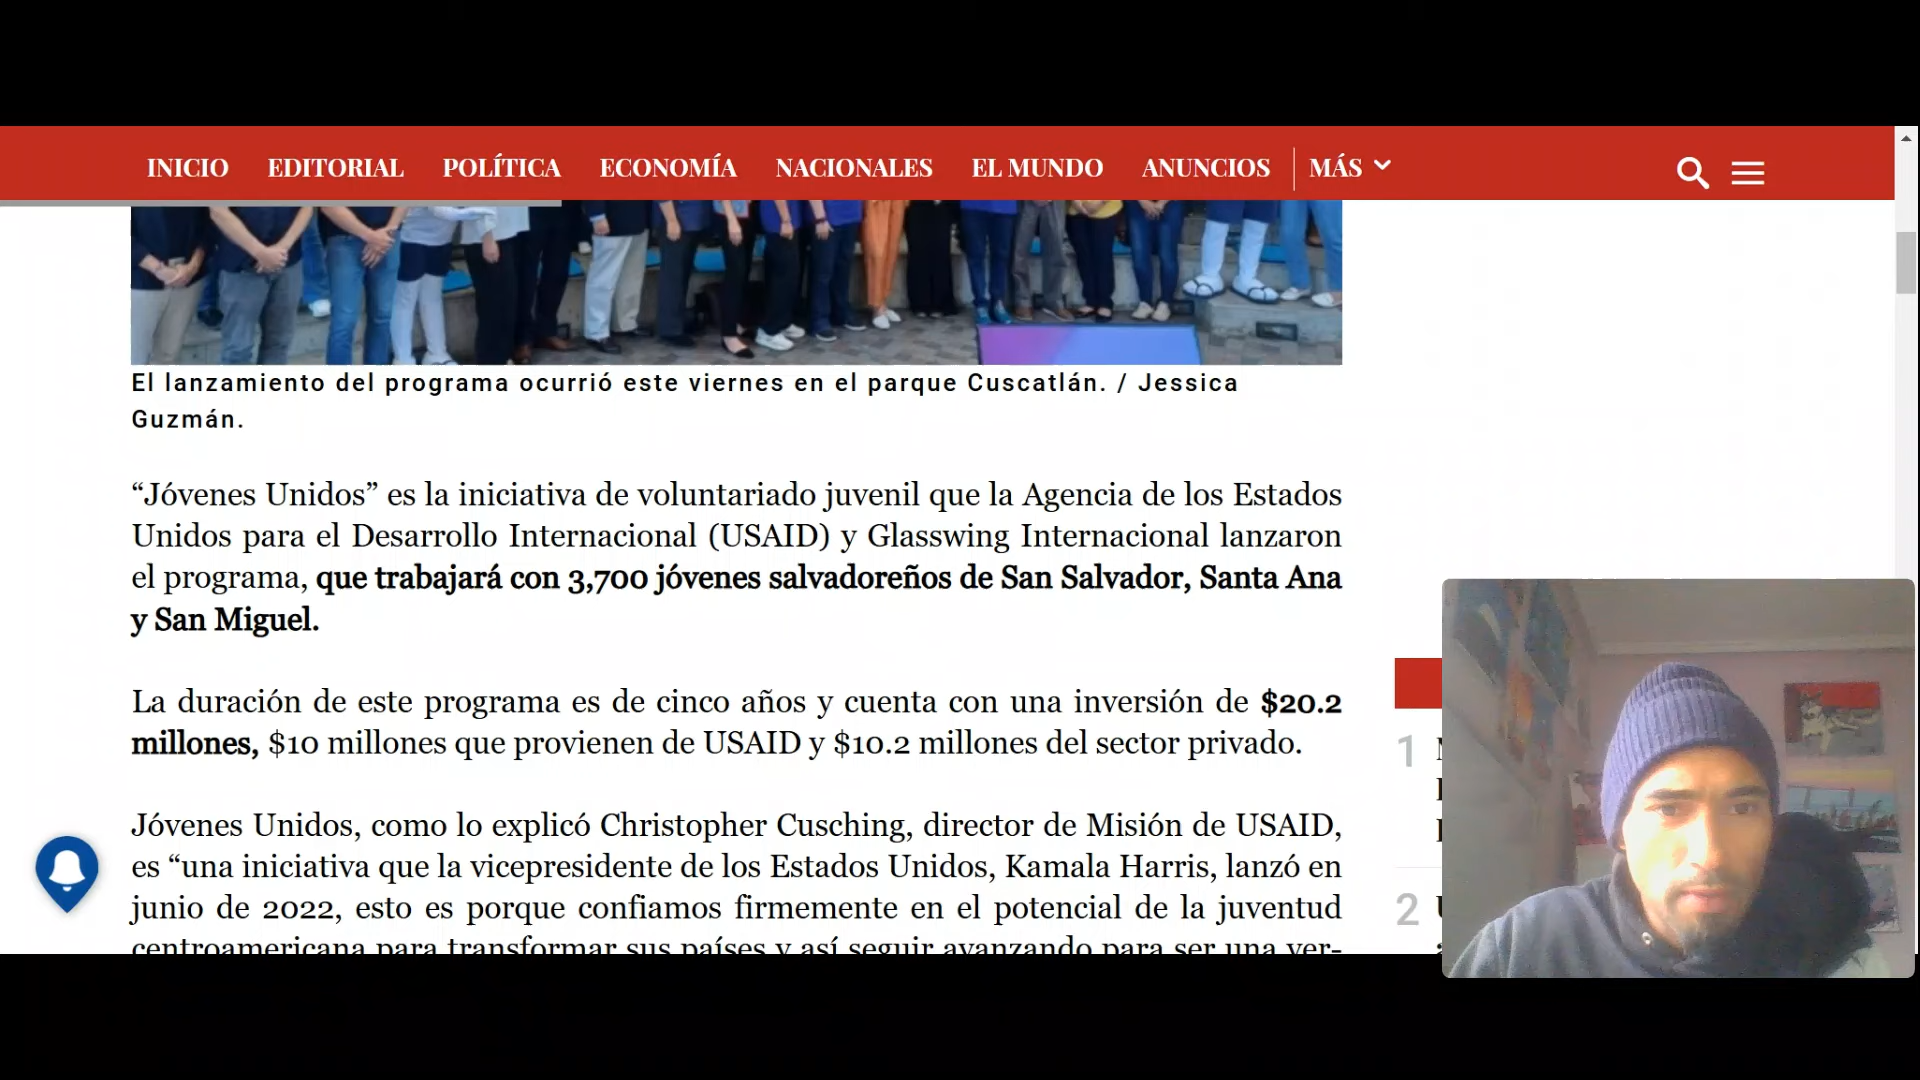 INICIO EDITORIAL POLÍTICA ECONOMÍA NACIONALES EL MUNDO ANUNCIOS MÁS
El lanzamiento del programa ocurrió este viernes en el parque Cuscatlán. / Jessica
Guzmán.
“Jóvenes Unidos” es la iniciativa de voluntariado juvenil que la Agencia de los Estados
Unidos para el Desarrollo Internacional (USAID) y Glasswing Internacional lanzaron
el programa, que trabajará con 3,700 jóvenes salvadoreños de San Salvador, Santa Ana
y San Miguel.
La duración de este programa es de cinco años y cuenta con una inversión de $20.2
millones, $10 millones que provienen de USAID y $10.2 millones del sector privado.
Jóvenes Unidos, como lo explicó Christopher Cusching, director de Misión de USAID,
es “una iniciativa que la vicepresidente de los Estados Unidos, Kamala Harris, lanzó en
junio de 2022, esto es porque confiamos firmemente en el potencial de la juventud
centroamericana para transformar sus países y así seguir avanzando para ser una ver-
1
2